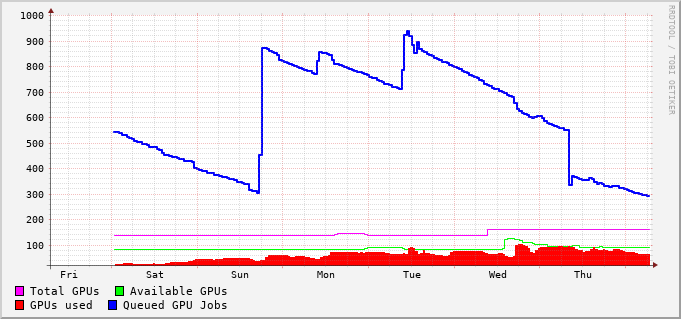 1000
900
800
700
600
500
400
300
200
100
Fri Sat Sun Mon Tue Wed Thu
Total GPUs Available GPUs
GPUs used Queued GPU Jobs
RRDTOOL / TOBI OETIKER